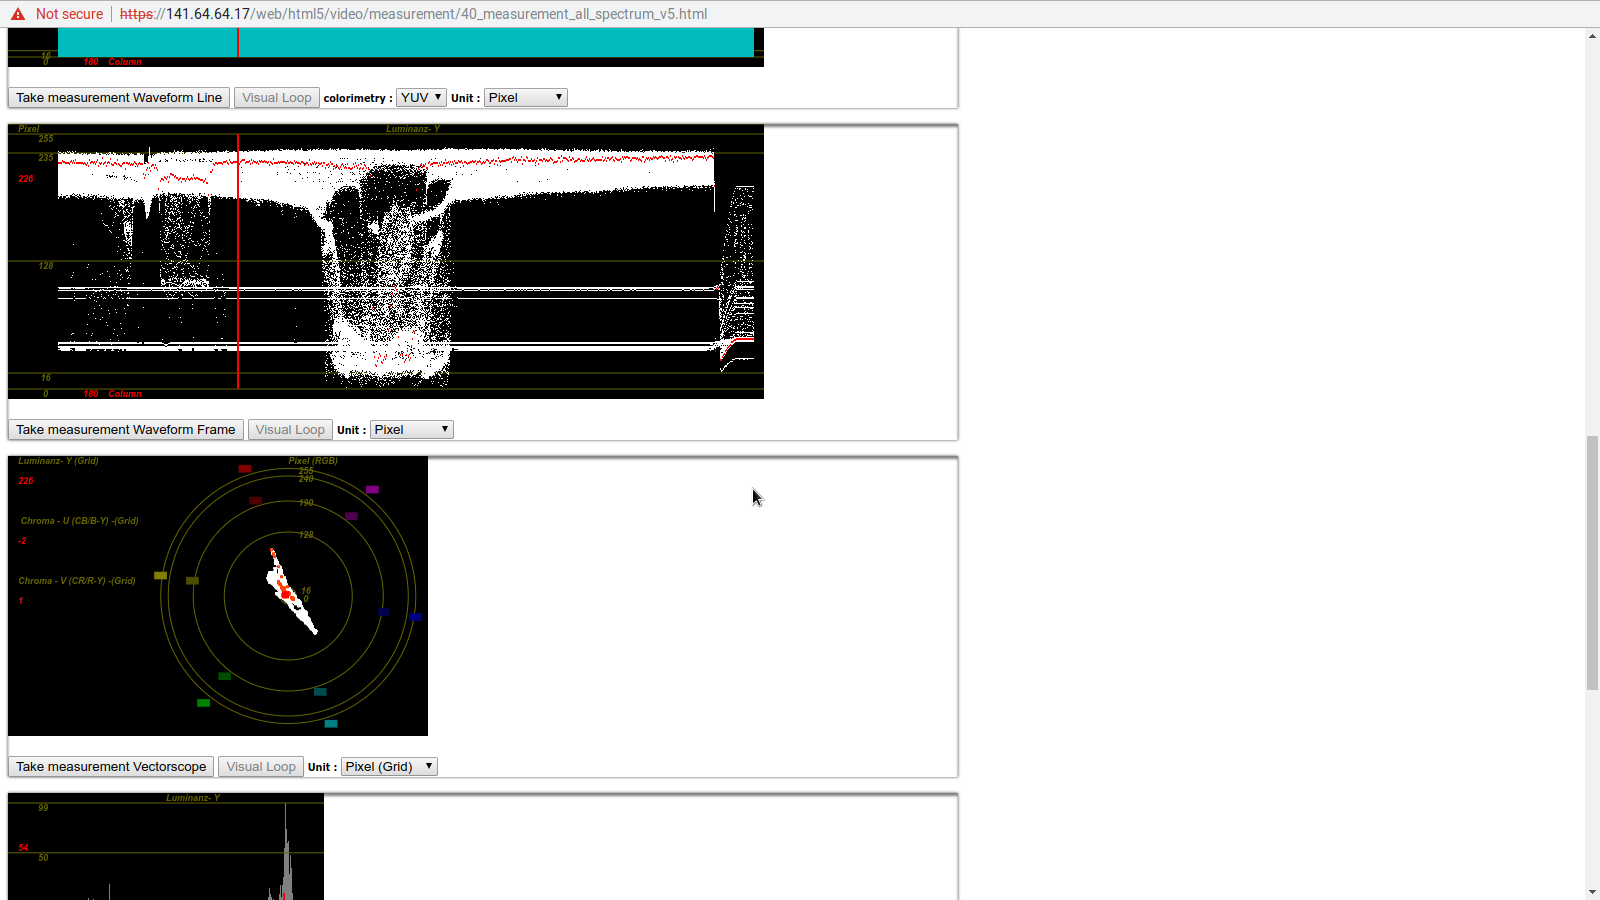 Not secure https://141.64.64.17/web/html5/video/measurement/40_measurement_all_spectrum_v5.html
16
0
180 Column
Take measurement Waveform Line Visual Loop colorimetry : YUV Unit : Pixel
Pixel Luminanz- Y
255
235
226
128
16
0
180 Column
Take measurement Waveform Frame Visual Loop Unit : Pixel
Luminanz- Y (Grid) Pixel (RGB)
255
240
226
190
Chroma - U (CB/B-Y) -(Grid)
128
-2
Chroma - V (CR/R-Y) -(Grid)
16
0
1
Take measurement Vectorscope Visual Loop Unit : Pixel (Grid)
Luminanz- Y
99
54
50